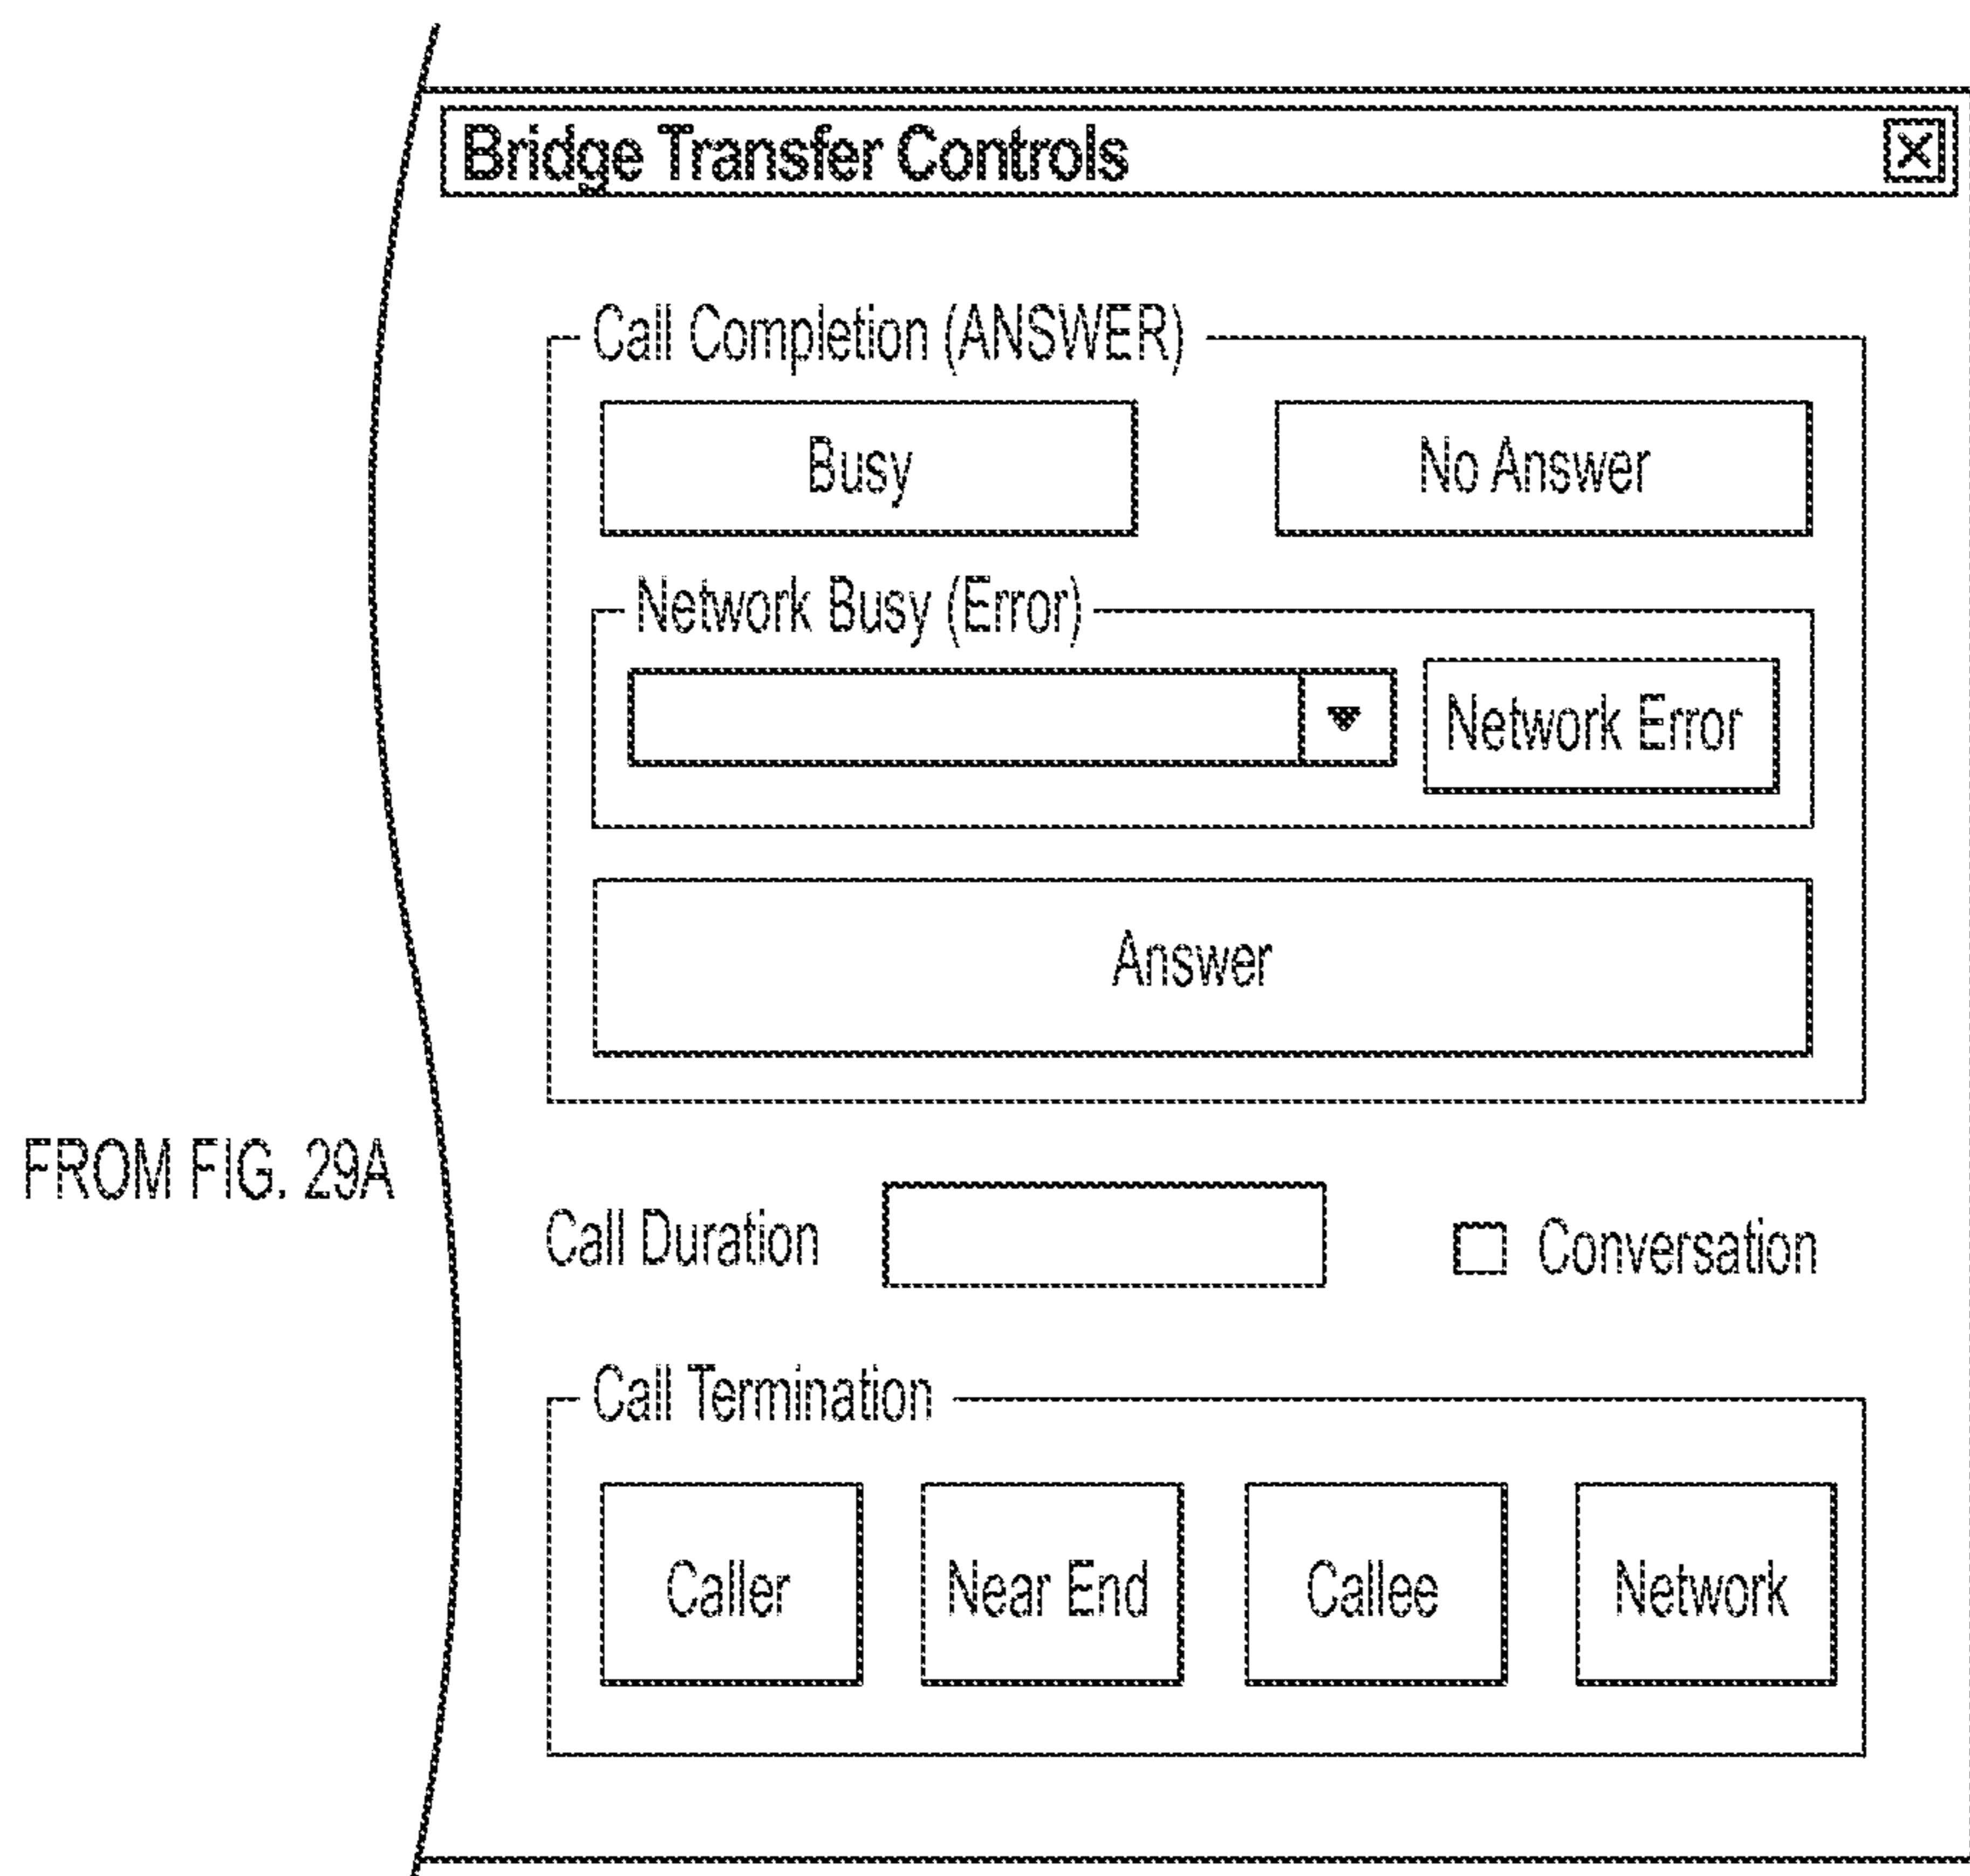 Bridge Transfer Controls
Call Completion (ANSWER)
Busy
No Answer
Network Busy (Error)
Network Error
Answer
FROM FIG. 29A
Call Duration
Conversation
Call Termination
Caller
Near End
Callee
Network